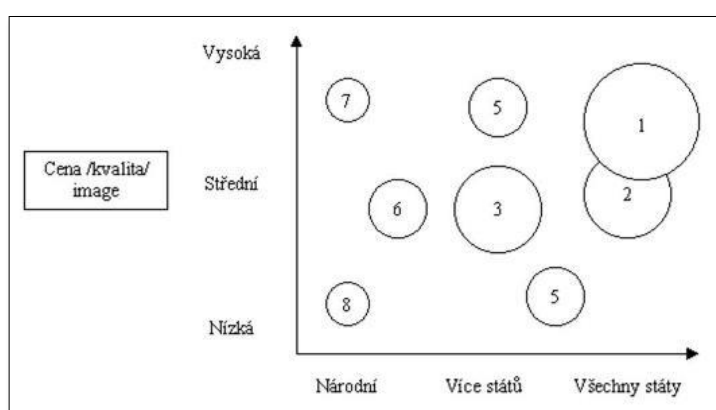 Vysoká
7
5
1
Cena /kvalita/
image
Střední
6
3
2
8
5
Nízká
Národní
Více států
Všechny státy